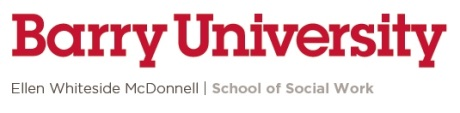 Barry University
Ellen Whiteside McDonnell | School of Social Work